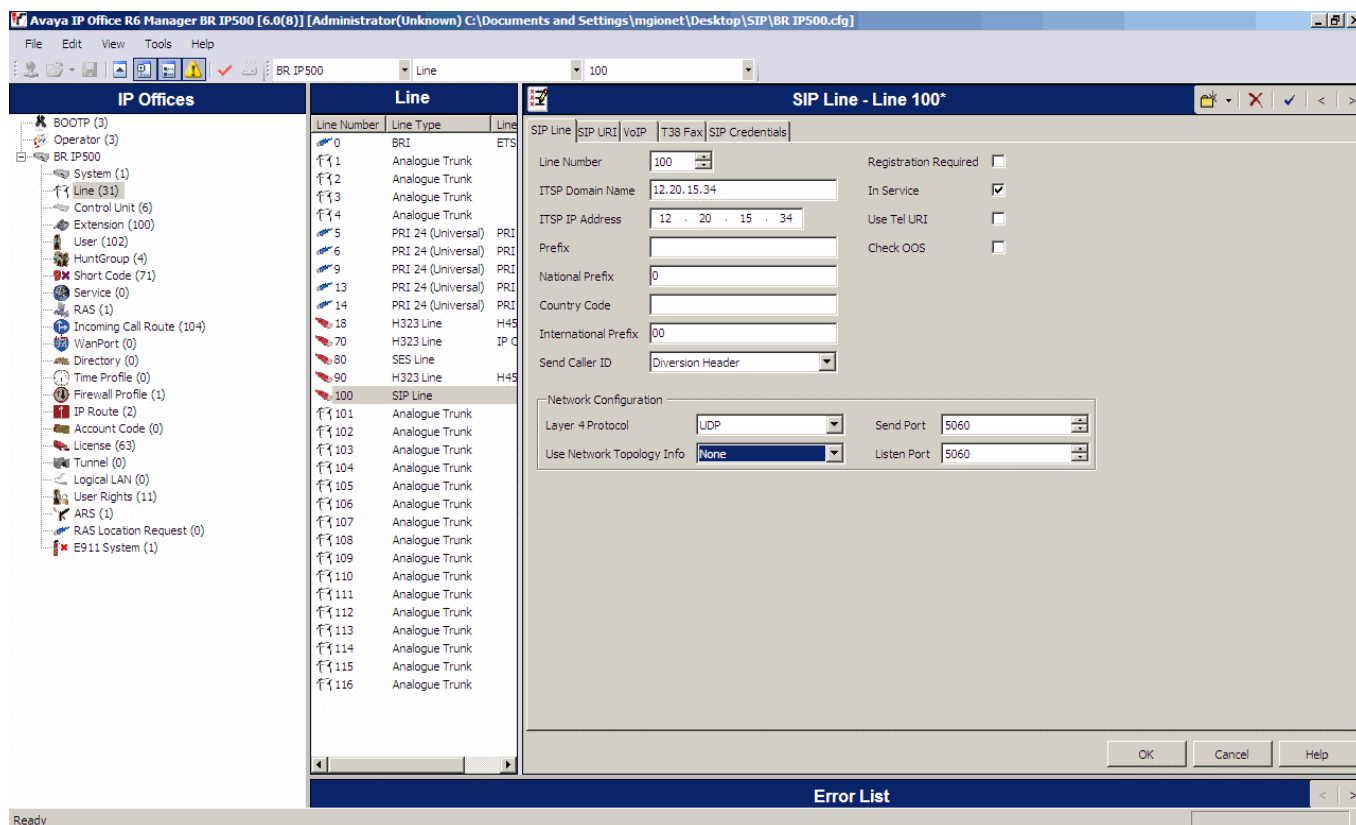 Avaya IP Office R6 Manager BR IP500 [6.0(8)] [Administrator(Unknown) C:\Documents and Settings\mgionet\Desktop\SIP\BR IP500.cfg]
File Edit View Tools Help
BR IP500 Line 100
IP Offices
BOOTP (3)
Operator (3)
BR IP500
System (1)
Line (31)
Control Unit (6)
Extension (100)
User (102)
HuntGroup (4)
Short Code (71)
Service (0)
RAS (1)
Incoming Call Route (104)
WanPort (0)
Directory (0)
Time Profile (0)
Firewall Profile (1)
IP Route (2)
Account Code (0)
License (63)
Tunnel (0)
Logical LAN (0)
User Rights (11)
ARS (1)
RAS Location Request (0)
E911 System (1)
Line
Line Number Line Type Line
0 BRI ETS
1 Analogue Trunk
2 Analogue Trunk
3 Analogue Trunk
4 Analogue Trunk
5 PRI 24 (Universal) PRI
6 PRI 24 (Universal) PRI
9 PRI 24 (Universal) PRI
13 PRI 24 (Universal) PRI
14 PRI 24 (Universal) PRI
18 H323 Line H45
70 H323 Line IP O
80 SES Line
90 H323 Line H45
100 SIP Line
101 Analogue Trunk
102 Analogue Trunk
103 Analogue Trunk
104 Analogue Trunk
105 Analogue Trunk
106 Analogue Trunk
107 Analogue Trunk
108 Analogue Trunk
109 Analogue Trunk
110 Analogue Trunk
111 Analogue Trunk
112 Analogue Trunk
113 Analogue Trunk
114 Analogue Trunk
115 Analogue Trunk
116 Analogue Trunk
SIP Line - Line 100*
SIP Line SIP URI VoIP T38 Fax SIP Credentials
Line Number 100 Registration Required
ITSP Domain Name 12.20.15.34 In Service
ITSP IP Address 12 . 20 . 15 . 34 Use Tel URI
Prefix Check OOS
National Prefix 0
Country Code
International Prefix 00
Send Caller ID Diversion Header
Network Configuration
Layer 4 Protocol UDP Send Port 5060
Use Network Topology Info None Listen Port 5060
OK Cancel Help
Error List
Ready